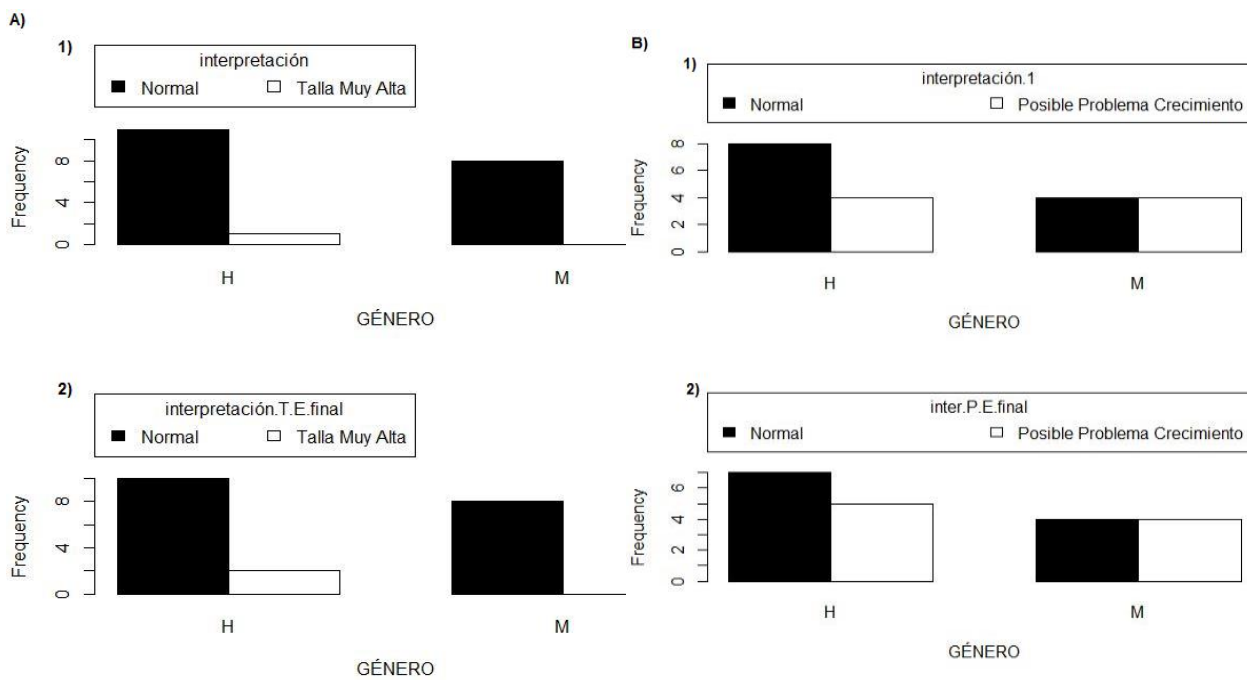 A)
1)
interpretación
Normal Talla Muy Alta
Frequency
8
4
0
H M
GÉNERO
2)
interpretación.T.E.final
Normal Talla Muy Alta
Frequency
8
4
0
H M
GÉNERO
B)
1)
interpretación.1
Normal Posible Problema Crecimiento
Frequency
8
6
4
2
0
H M
GÉNERO
2)
inter.P.E.final
Normal Posible Problema Crecimiento
Frequency
6
4
2
0
H M
GÉNERO